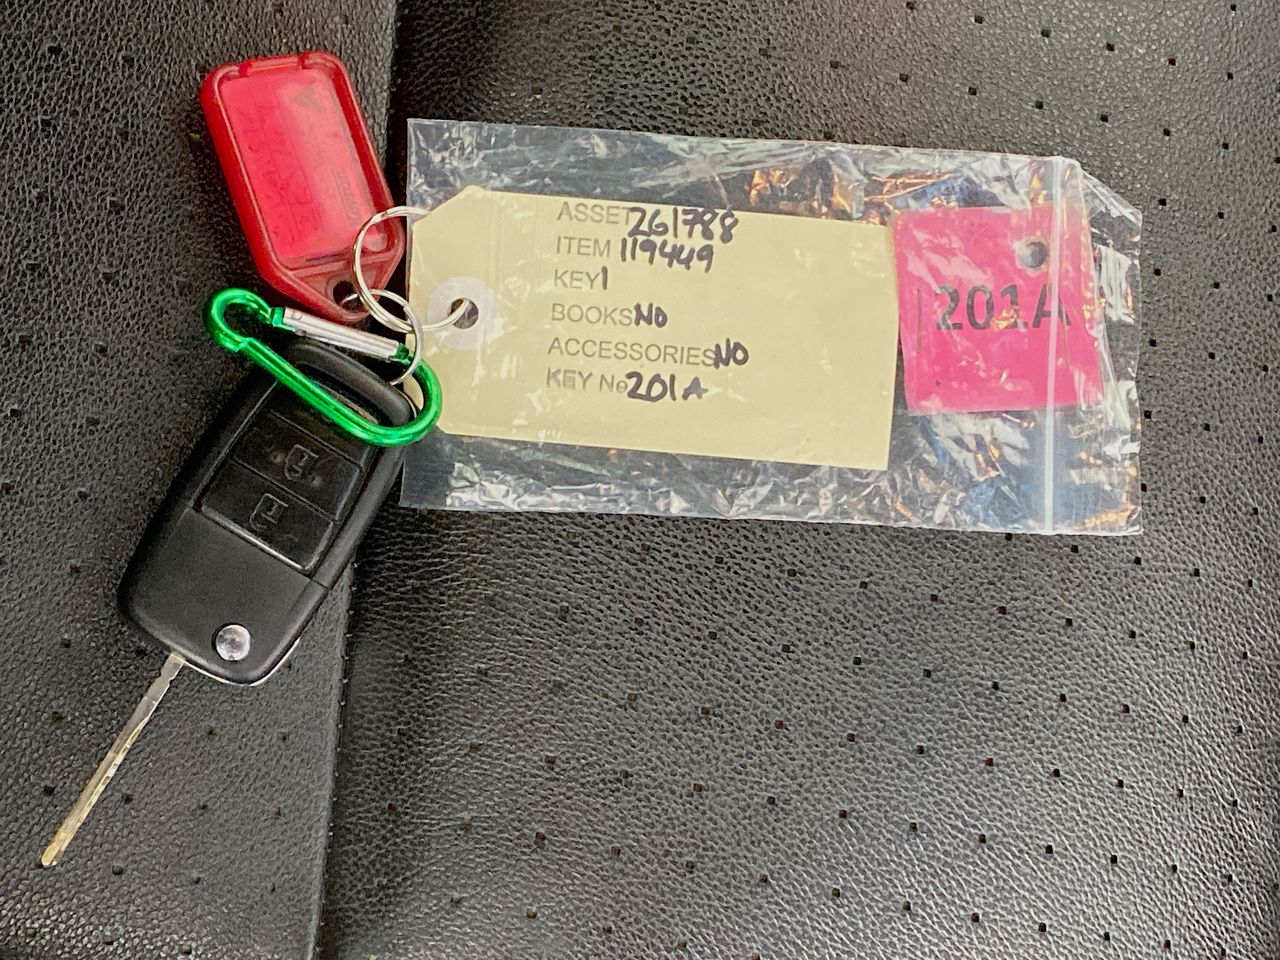 ASSET 261788
ITEM 119449
KEY 1
BOOKS NO
ACCESSORIES NO
KEY No 201A
201A